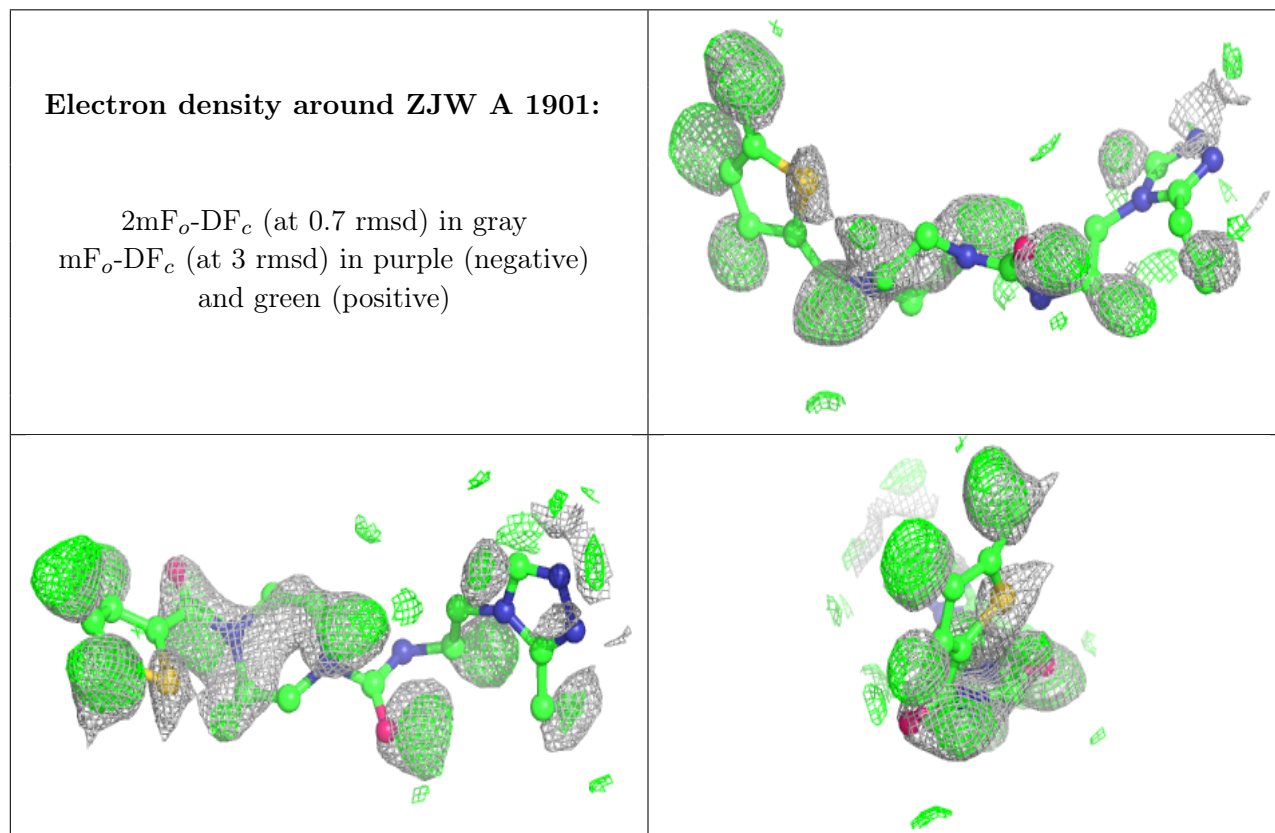 Electron density around ZJW A 1901:
2mFo-DFc (at 0.7 rmsd) in gray
mFo-DFc (at 3 rmsd) in purple (negative)
and green (positive)